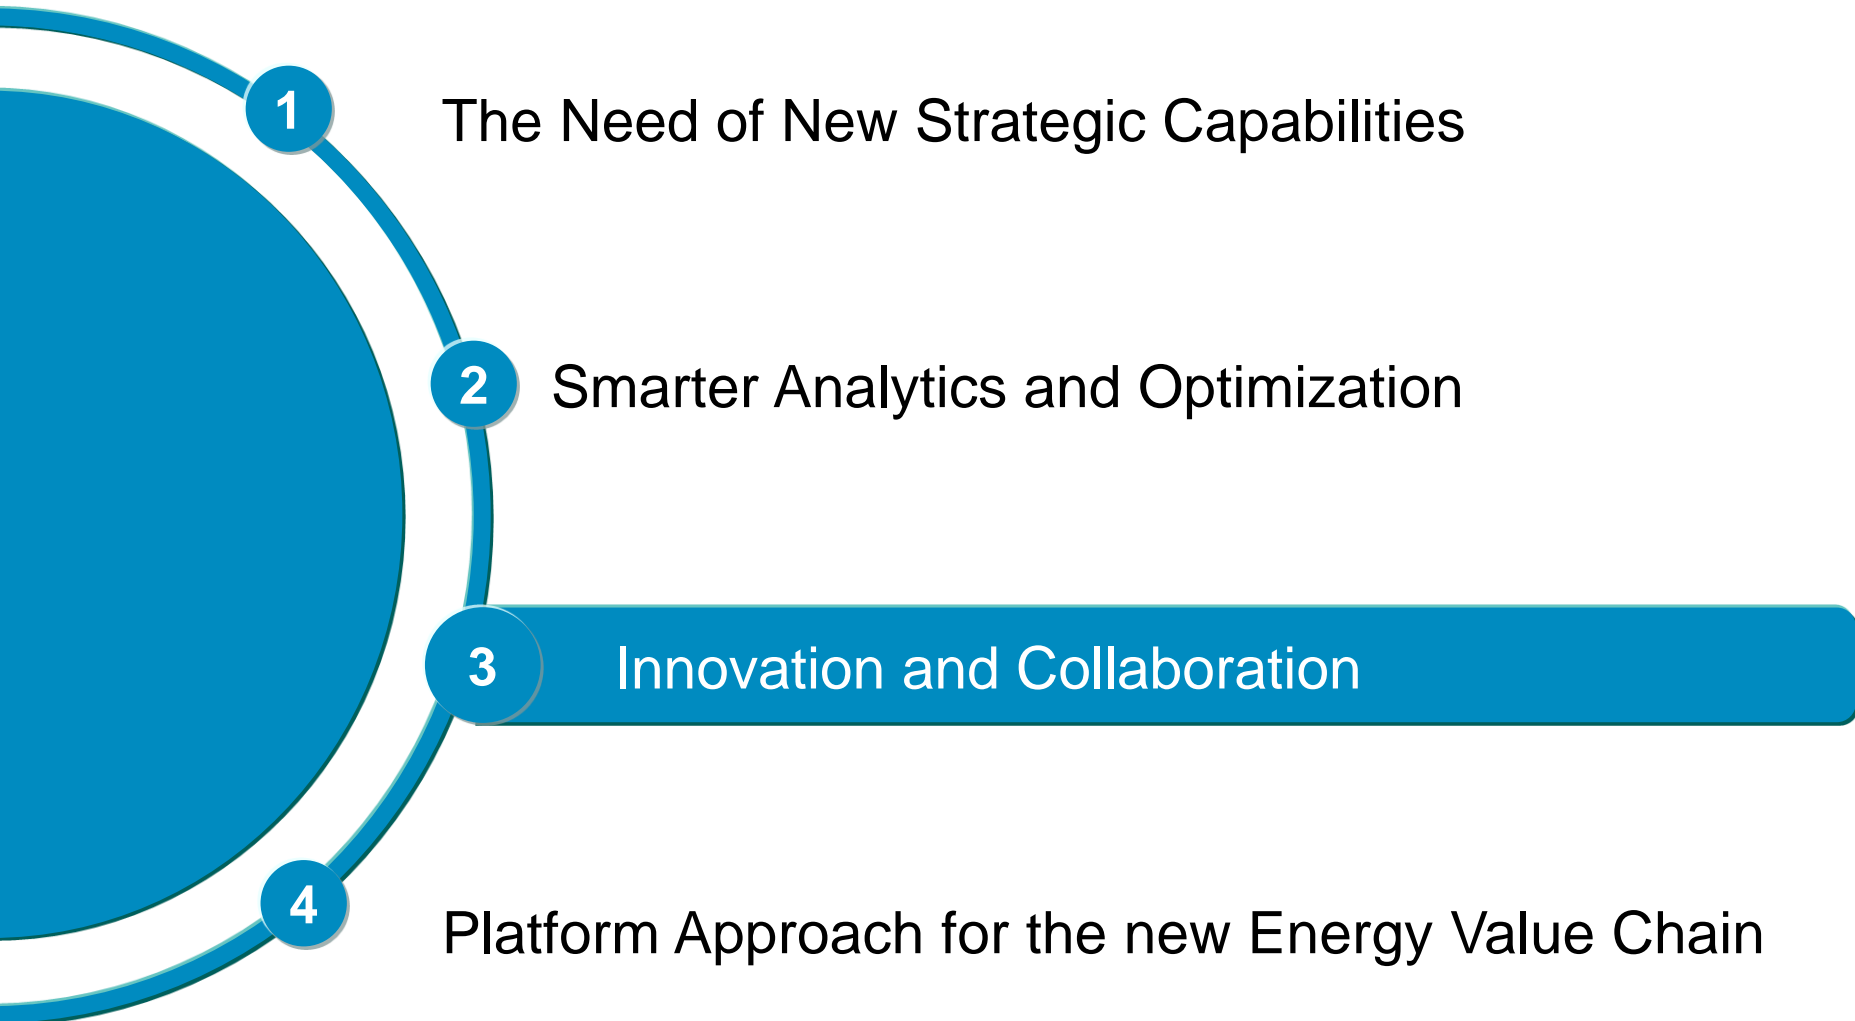 1 The Need of New Strategic Capabilities
2 Smarter Analytics and Optimization
3 Innovation and Collaboration
4 Platform Approach for the new Energy Value Chain